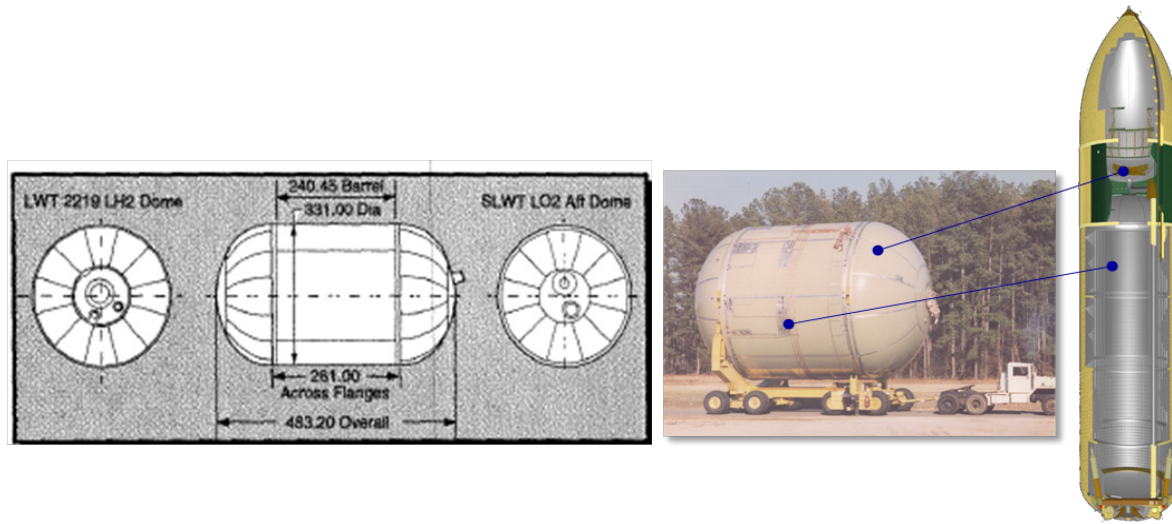 240.45 Barrel
LWT 2219 LH2 Dome
331.00 Dia
SLWT LO2 Aft Dome
261.00
Across Flanges
483.20 Overall